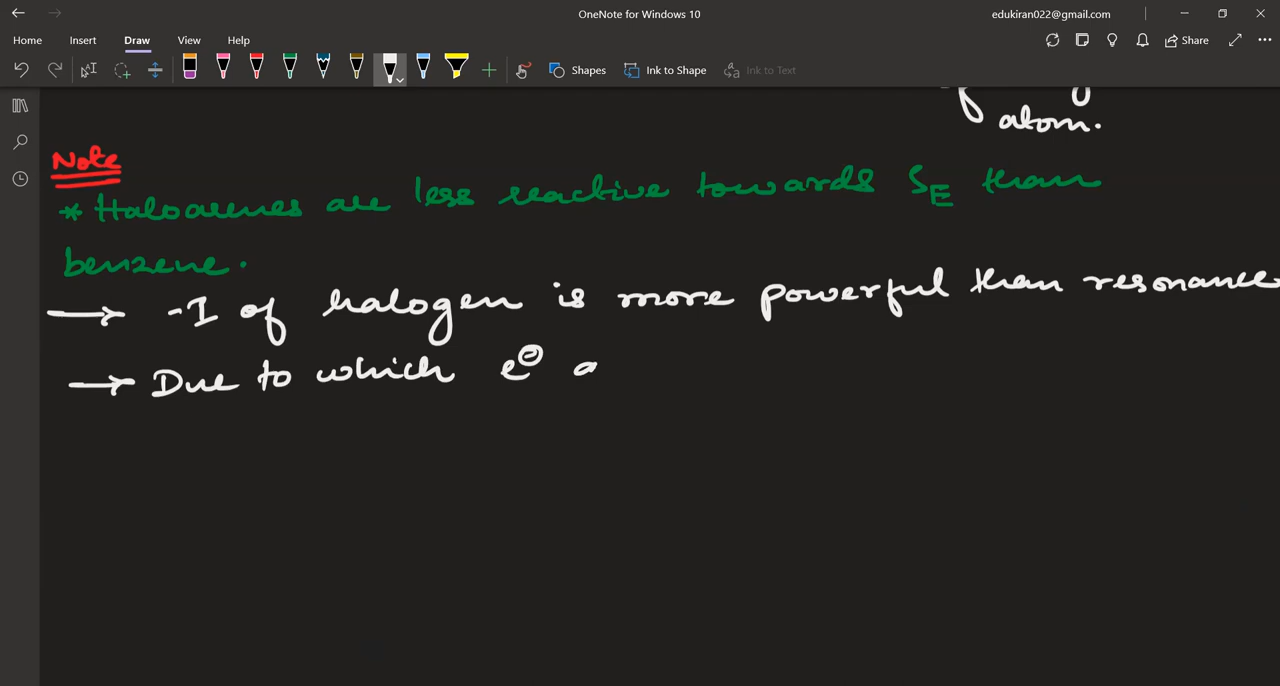 OneNote for Windows 10
edukiran022@gmail.com
Home Insert Draw View Help
Share
Shapes Ink to Shape Ink to Text
atom.
Note
* Haloarenes are less reactive towards SE than
benzene.
→ -I of halogen is more powerful than resonance
→ Due to which e⊖ a